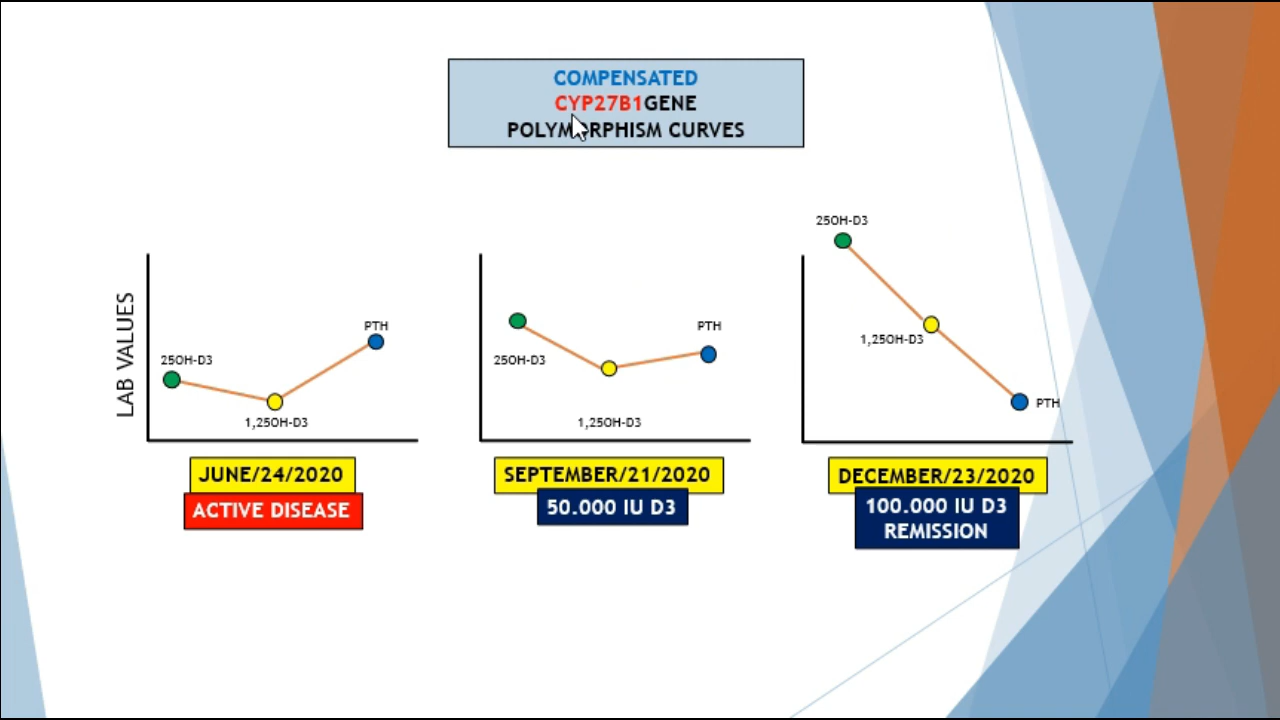 COMPENSATED
CYP27B1GENE
POLYMORPHISM CURVES
LAB VALUES
25OH-D3
1,25OH-D3
PTH
JUNE/24/2020
ACTIVE DISEASE
25OH-D3
1,25OH-D3
PTH
SEPTEMBER/21/2020
50.000 IU D3
25OH-D3
1,25OH-D3
PTH
DECEMBER/23/2020
100.000 IU D3
REMISSION